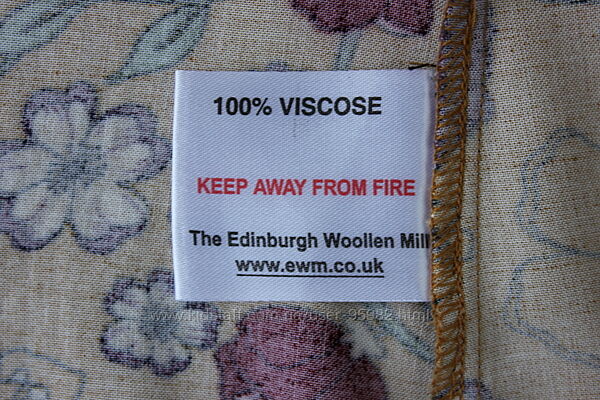 100% VISCOSE
KEEP AWAY FROM FIRE
The Edinburgh Woollen Mill
www.ewm.co.uk